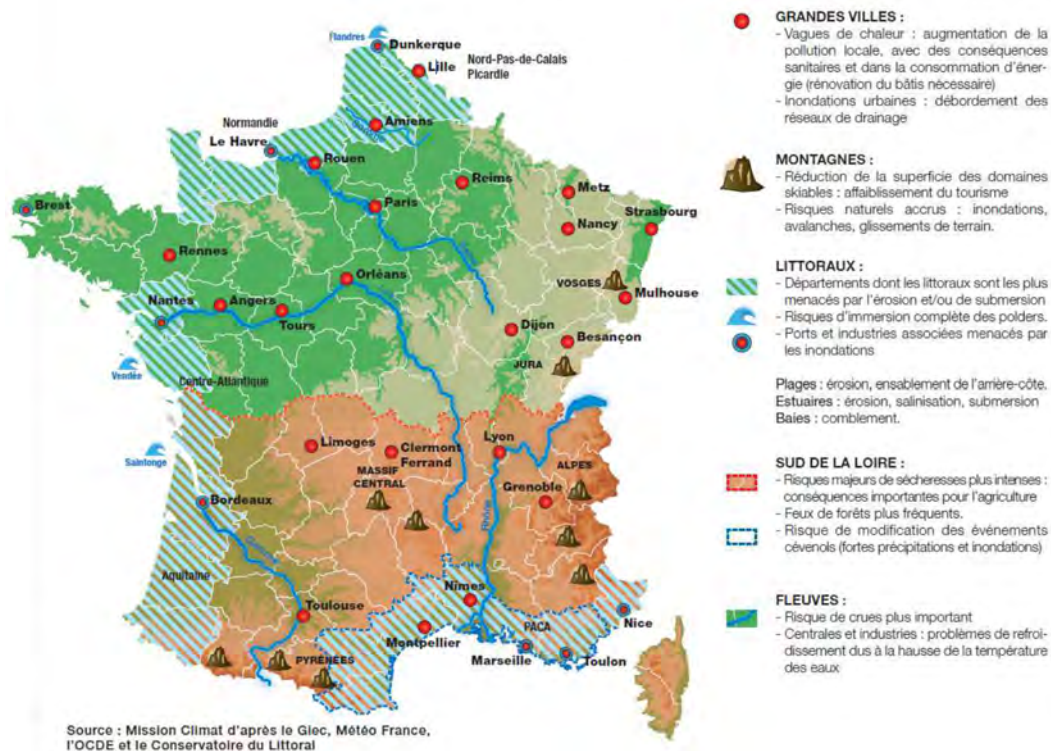 Flandres
Dunkerque
Lille
Nord-Pas-de-Calais
Picardie
Amiens
Somme
Normandie
Le Havre
Rouen
Reims
Metz
Brest
Paris
Strasbourg
Nancy
Rennes
Orléans
VOSGES
Mulhouse
Nantes
Angers
Tours
Dijon
Besançon
JURA
Vendée
Centre-Atlantique
Limoges
Clermont
Ferrand
Lyon
MASSIF
CENTRAL
ALPES
Saintonge
Grenoble
Bordeaux
Rhône
Garonne
Aquitaine
Nîmes
Toulouse
Montpellier
PACA
Nice
PYRÉNÉES
Marseille
Toulon
Source : Mission Climat d'après le Giec, Météo France,
l'OCDE et le Conservatoire du Littoral
GRANDES VILLES :
- Vagues de chaleur : augmentation de la
pollution locale, avec des conséquences
sanitaires et dans la consommation d'éner-
gie (rénovation du bâtis nécessaire)
- Inondations urbaines : débordement des
réseaux de drainage
MONTAGNES :
- Réduction de la superficie des domaines
skiables : affaiblissement du tourisme
- Risques naturels accrus : inondations,
avalanches, glissements de terrain.
LITTORAUX :
- Départements dont les littoraux sont les plus
menacés par l'érosion et/ou de submersion
- Risques d'immersion complète des polders.
- Ports et industries associées menacés par
les inondations
Plages : érosion, ensablement de l'arrière-côte.
Estuaires : érosion, salinisation, submersion
Baies : comblement.
SUD DE LA LOIRE :
- Risques majeurs de sécheresses plus intenses :
conséquences importantes pour l'agriculture
- Feux de forêts plus fréquents.
- Risque de modification des événements
cévenols (fortes précipitations et inondations)
FLEUVES :
- Risque de crues plus important
- Centrales et industries : problèmes de refroi-
dissement dus à la hausse de la température
des eaux